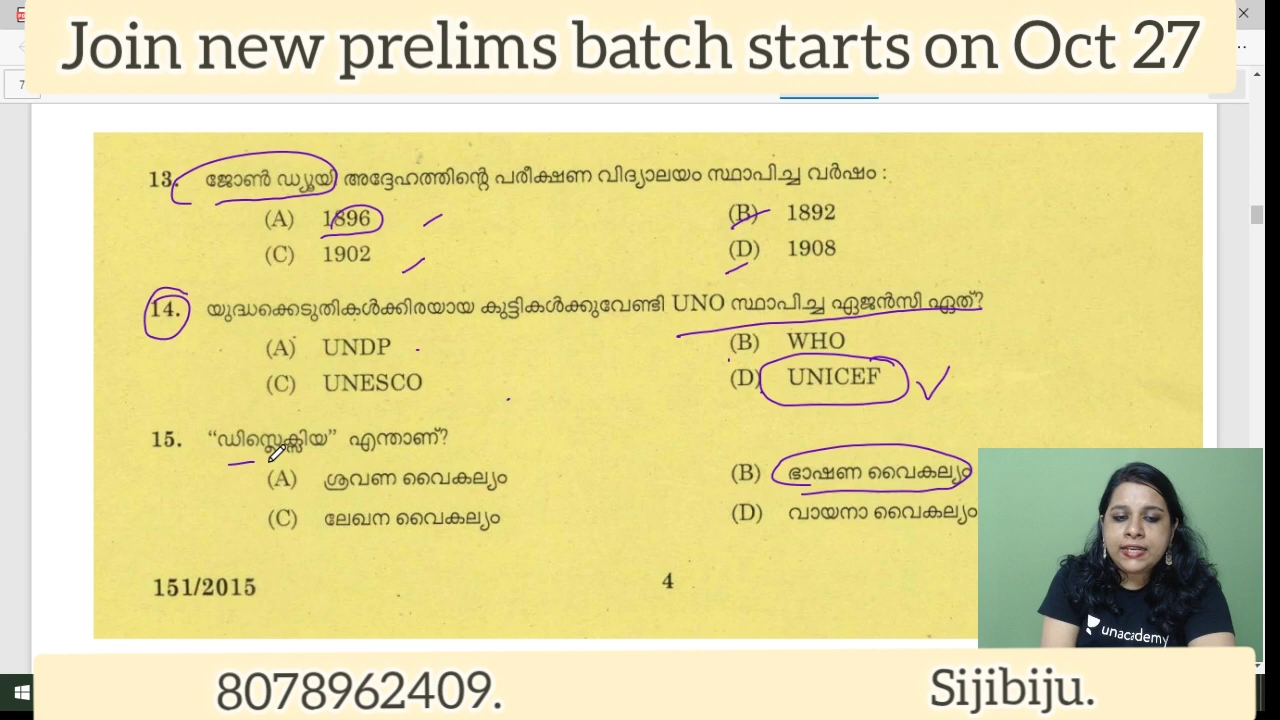 Join new prelims batch starts on Oct 27
7
13. ജോൺ ഡ്യൂയി അദ്ദേഹത്തിന്റെ പരീക്ഷണ വിദ്യാലയം സ്ഥാപിച്ച വർഷം :
(A) 1896 (B) 1892
(C) 1902 (D) 1908
14. യുദ്ധക്കെടുതികൾക്കിരയായ കുട്ടികൾക്കുവേണ്ടി UNO സ്ഥാപിച്ച ഏജൻസി ഏത്?
(A) UNDP (B) WHO
(C) UNESCO (D) UNICEF
15. “ഡിസ്ലെക്സിയ” എന്താണ്?
(A) ശ്രവണ വൈകല്യം (B) ഭാഷണ വൈകല്യം
(C) ലേഖന വൈകല്യം (D) വായനാ വൈകല്യം
151/2015 4
unacademy
8078962409. Sijibiju.